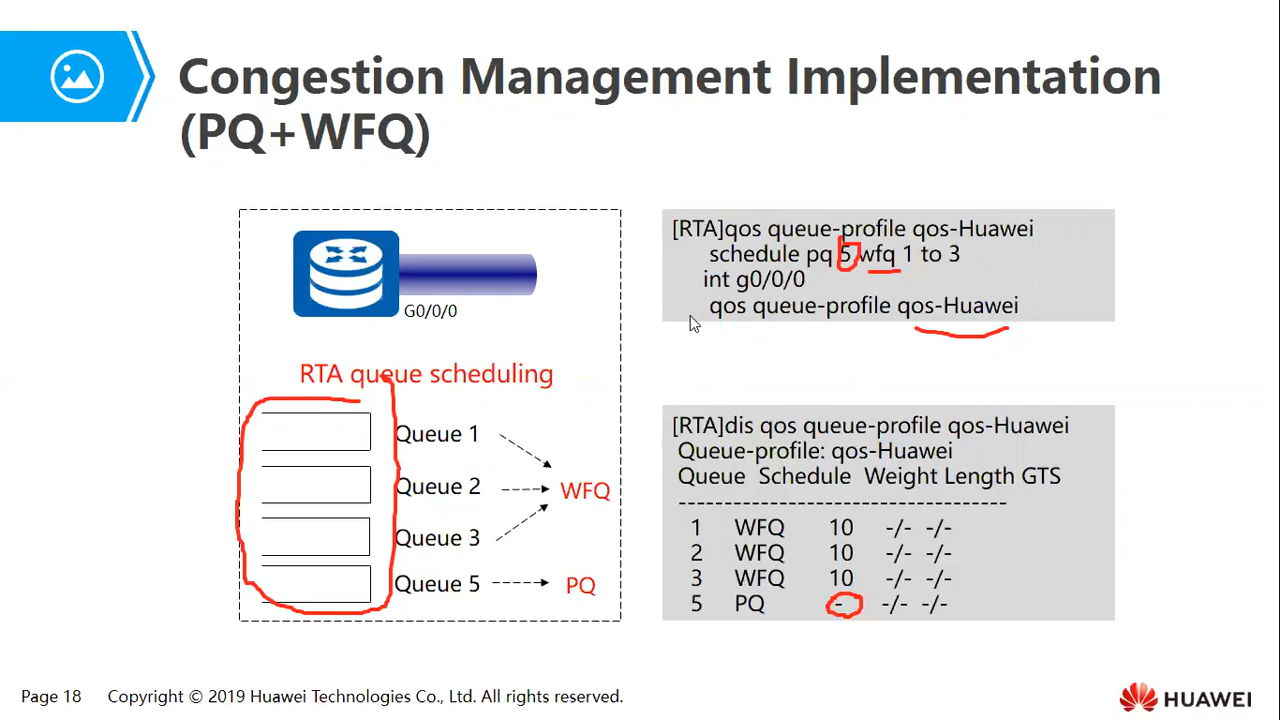 Congestion Management Implementation
(PQ+WFQ)
G0/0/0
RTA queue scheduling
Queue 1
Queue 2
Queue 3
Queue 5
WFQ
PQ
[RTA]qos queue-profile qos-Huawei
schedule pq 5 wfq 1 to 3
int g0/0/0
qos queue-profile qos-Huawei
[RTA]dis qos queue-profile qos-Huawei
Queue-profile: qos-Huawei
Queue Schedule Weight Length GTS
-------------------------------------
1 WFQ 10 -/- -/-
2 WFQ 10 -/- -/-
3 WFQ 10 -/- -/-
5 PQ - -/- -/-
Page 18 Copyright © 2019 Huawei Technologies Co., Ltd. All rights reserved.
HUAWEI